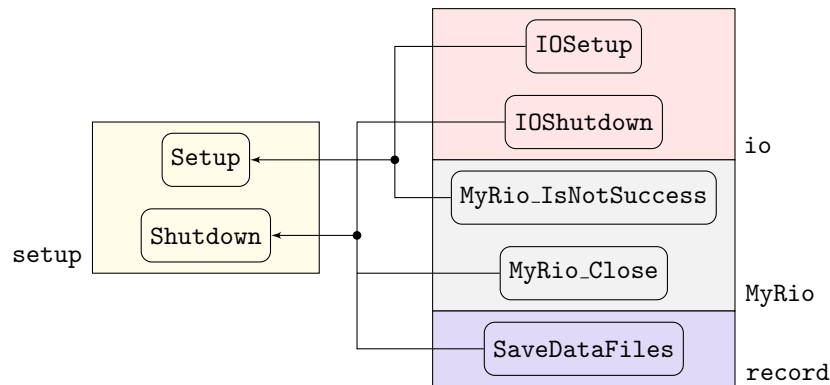 IOSetup
IOShutdown
io
Setup
MyRio_IsNotSuccess
Shutdown
setup
MyRio_Close
MyRio
SaveDataFiles
record